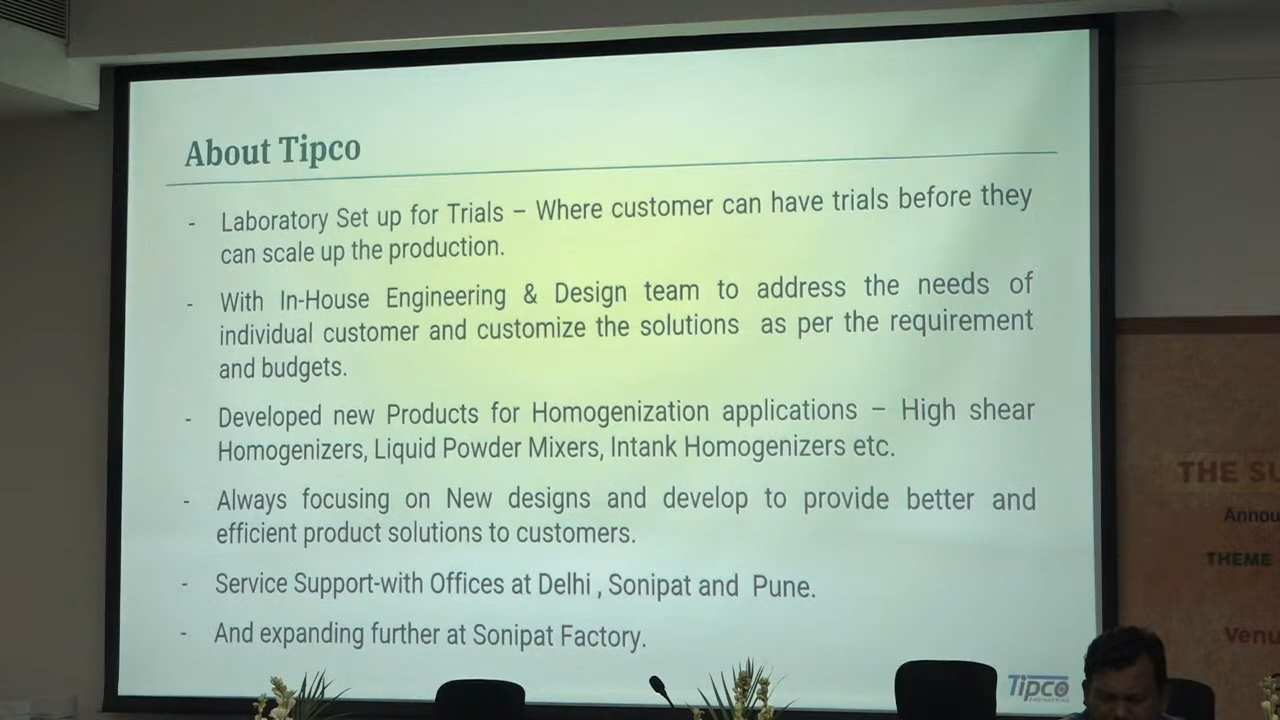 About Tipco
- Laboratory Set up for Trials – Where customer can have trials before they
can scale up the production.
- With In-House Engineering & Design team to address the needs of
individual customer and customize the solutions as per the requirement
and budgets.
- Developed new Products for Homogenization applications – High shear
Homogenizers, Liquid Powder Mixers, Intank Homogenizers etc.
- Always focusing on New designs and develop to provide better and
efficient product solutions to customers.
- Service Support-with Offices at Delhi , Sonipat and Pune.
- And expanding further at Sonipat Factory.
Tipco
ENGINEERING
THE SU
Annou
THEME
Venu